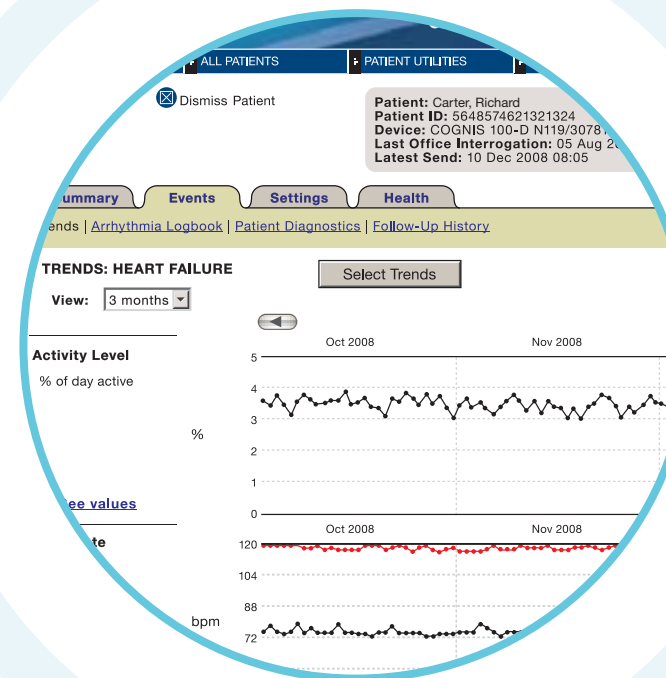 ALL PATIENTS
PATIENT UTILITIES
Dismiss Patient
Patient: Carter, Richard
Patient ID: 5648574621321324
Device: COGNIS 100-D N119/3078
Last Office Interrogation: 05 Aug
Latest Send: 10 Dec 2008 08:05
ummary Events Settings Health
ends | Arrhythmia Logbook | Patient Diagnostics | Follow-Up History
TRENDS: HEART FAILURE
Select Trends
View: 3 months
Oct 2008 Nov 2008
Activity Level
% of day active
5
4
3
%
2
1
0
See values
Oct 2008 Nov 2008
te
120
104
88
bpm
72